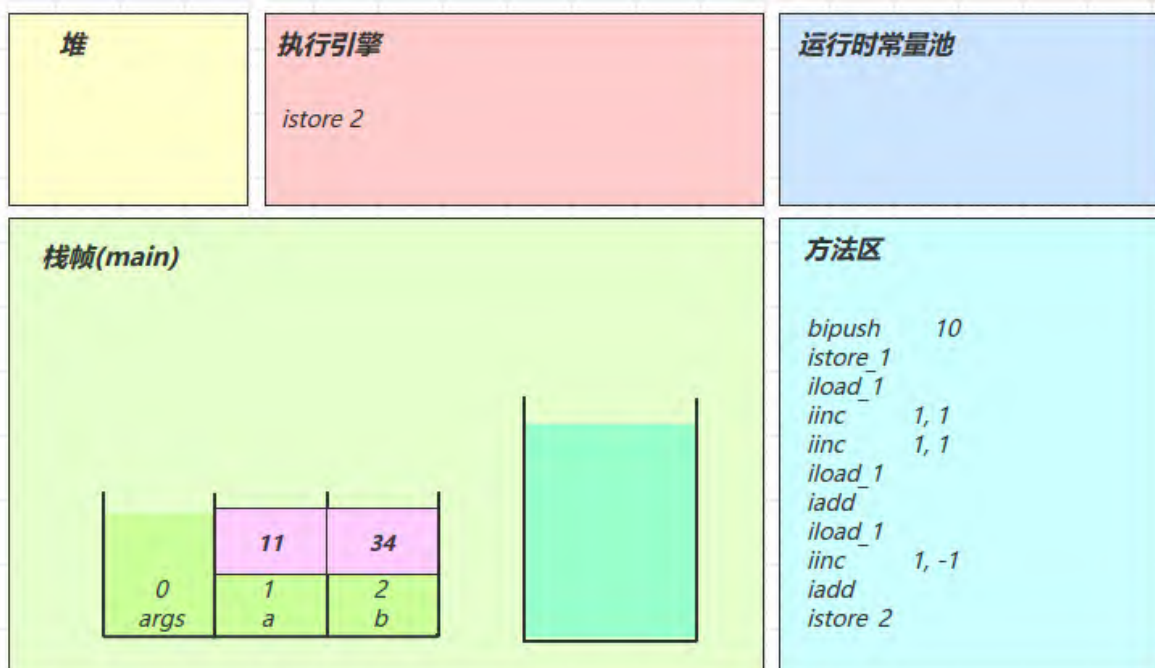 堆
执行引擎
istore 2
运行时常量池
栈帧(main)
11 34
0 1 2
args a b
方法区
bipush 10
istore_1
iload_1
iinc 1, 1
iinc 1, 1
iload_1
iadd
iload_1
iinc 1, -1
iadd
istore 2